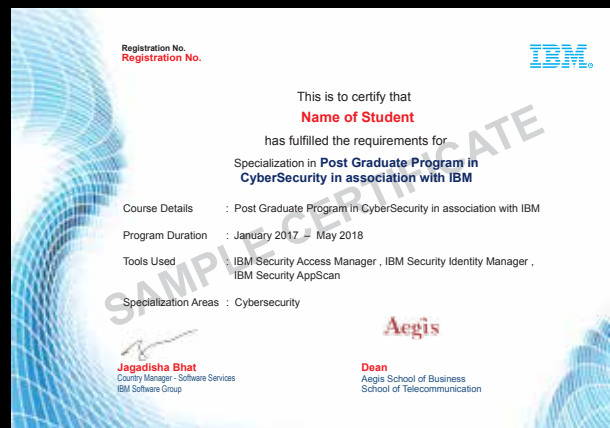 Registration No.
Registration No.
IBM®
This is to certify that
Name of Student
has fulfilled the requirements for
Specialization in Post Graduate Program in
CyberSecurity in association with IBM
Course Details : Post Graduate Program in CyberSecurity in association with IBM
Program Duration : January 2017 – May 2018
Tools Used : IBM Security Access Manager , IBM Security Identity Manager ,
IBM Security AppScan
Specialization Areas : Cybersecurity
SAMPLE CERTIFICATE
Aegis
Jagadisha Bhat
Country Manager - Software Services
IBM Software Group
Dean
Aegis School of Business
School of Telecommunication